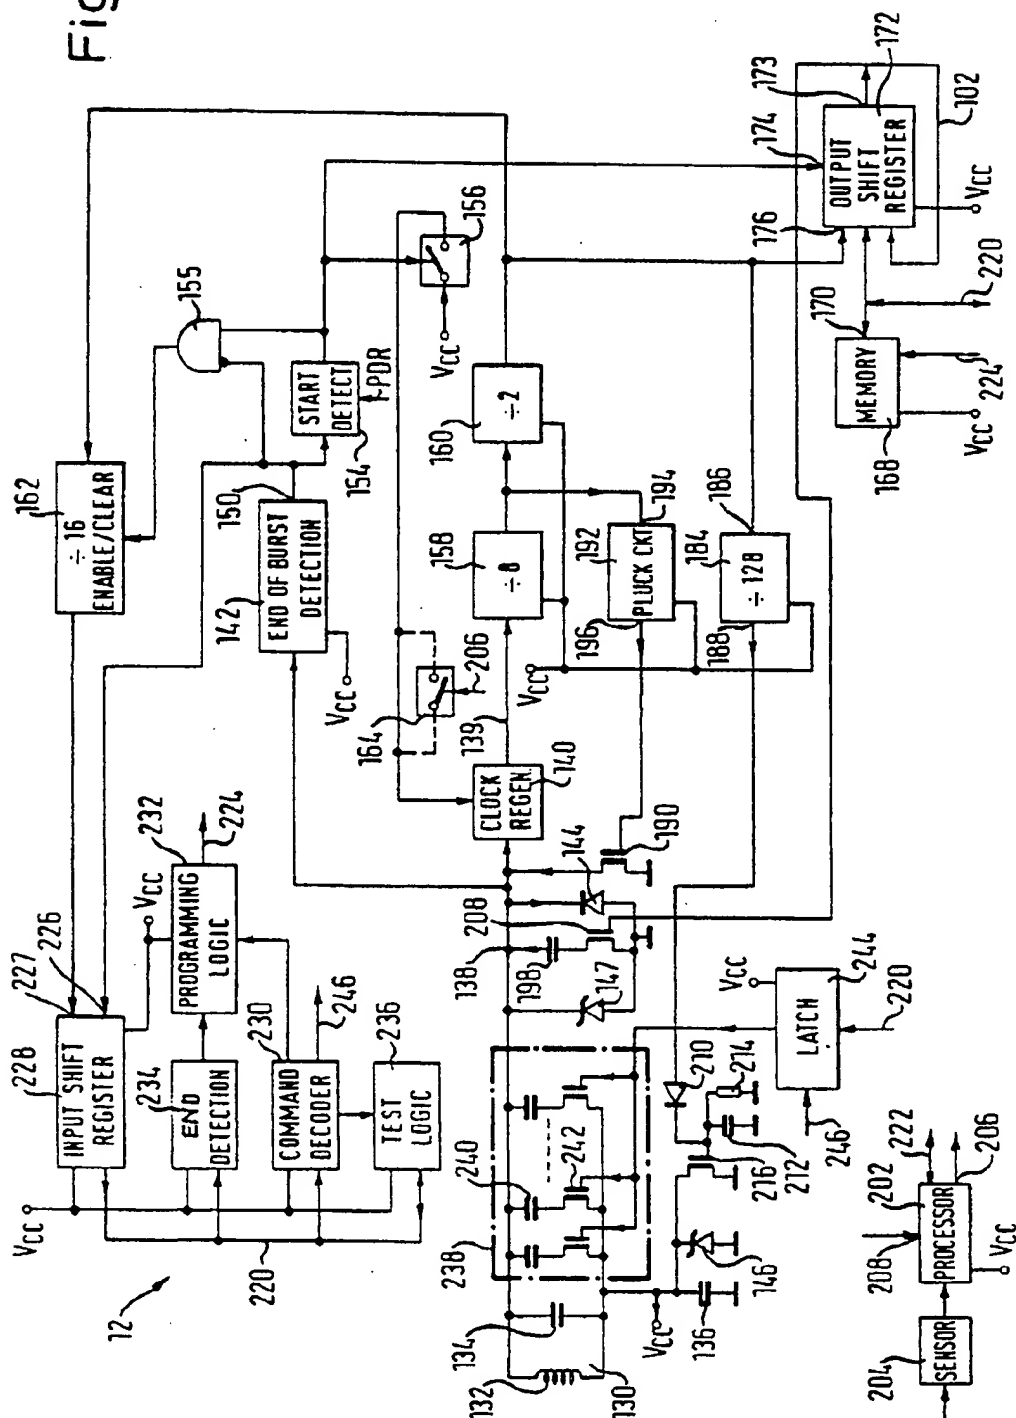 Fig
162
÷ 16
ENABLE/CLEAR
155
142
150
END OF BURST
DETECTION
VCC
START
DETECT
154
PDR
156
VCC
173
172
174
OUTPUT
SHIFT
REGISTER
102
176
VCC
220
170
MEMORY
168
VCC
224
160
÷ 2
158
÷ 8
164
206
139
VCC
192
194
PLUCK CKT
196
184
186
÷ 128
188
CLOCK
REGEN.
140
190
144
208
138
198
147
232
224
VCC
227
226
228
INPUT SHIFT
REGISTER
PROGRAMMING
LOGIC
234
END
DETECTION
230
COMMAND
DECODER
246
236
TEST
LOGIC
VCC
220
12
238
240
242
134
132
130
VCC
136
146
210
214
216
212
VCC
244
LATCH
220
246
222
202
206
208
PROCESSOR
VCC
204
SENSOR